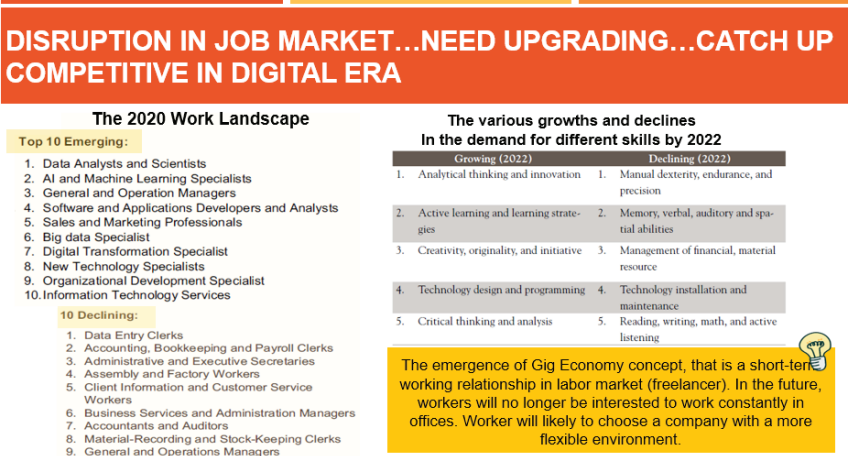 DISRUPTION IN JOB MARKET...NEED UPGRADING...CATCH UP
COMPETITIVE IN DIGITAL ERA
The 2020 Work Landscape
Top 10 Emerging:
1. Data Analysts and Scientists
2. AI and Machine Learning Specialists
3. General and Operation Managers
4. Software and Applications Developers and Analysts
5. Sales and Marketing Professionals
6. Big data Specialist
7. Digital Transformation Specialist
8. New Technology Specialists
9. Organizational Development Specialist
10. Information Technology Services
10 Declining:
1. Data Entry Clerks
2. Accounting, Bookkeeping and Payroll Clerks
3. Administrative and Executive Secretaries
4. Assembly and Factory Workers
5. Client Information and Customer Service
Workers
6. Business Services and Administration Managers
7. Accountants and Auditors
8. Material-Recording and Stock-Keeping Clerks
9. General and Operations Managers
The various growths and declines
In the demand for different skills by 2022
Growing (2022) Declining (2022)
1. Analytical thinking and innovation 1. Manual dexterity, endurance, and
precision
2. Active learning and learning strate- 2. Memory, verbal, auditory and spa-
gies tial abilities
3. Creativity, originality, and initiative 3. Management of financial, material
resource
4. Technology design and programming 4. Technology installation and
maintenance
5. Critical thinking and analysis 5. Reading, writing, math, and active
listening
The emergence of Gig Economy concept, that is a short-term
working relationship in labor market (freelancer). In the future,
workers will no longer be interested to work constantly in
offices. Worker will likely to choose a company with a more
flexible environment.